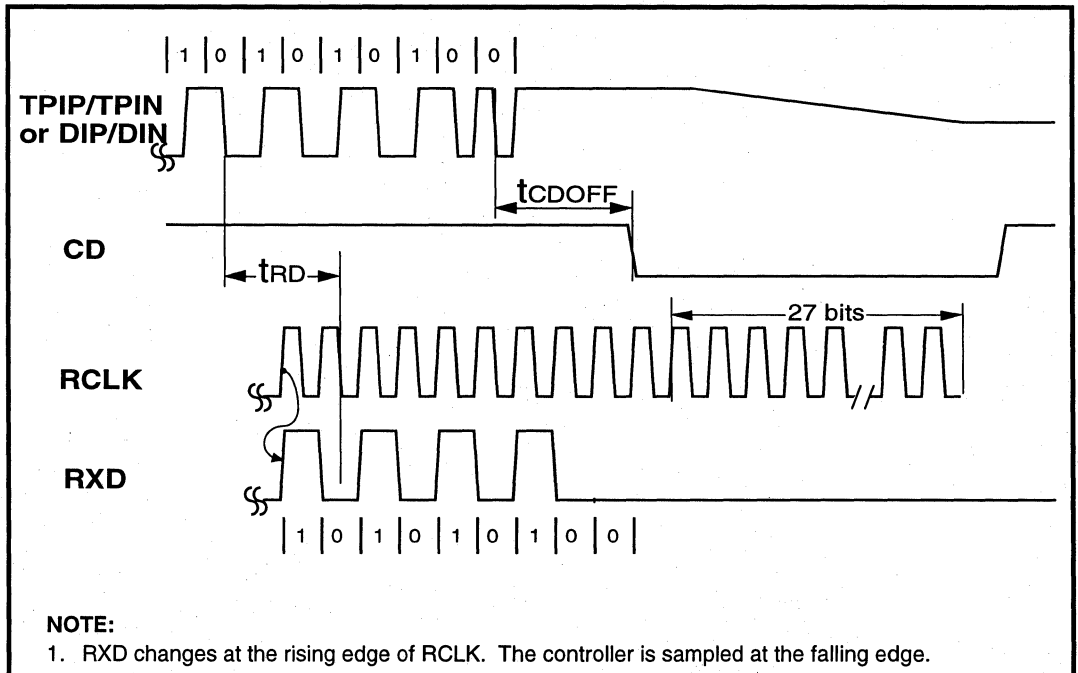 1 0 1 0 1 0 1 0 0
TPIP/TPIN
or DIP/DIN
tCDOFF
CD
tRD
27 bits
RCLK
RXD
1 0 1 0 1 0 1 0 0
NOTE:
1. RXD changes at the rising edge of RCLK. The controller is sampled at the falling edge.